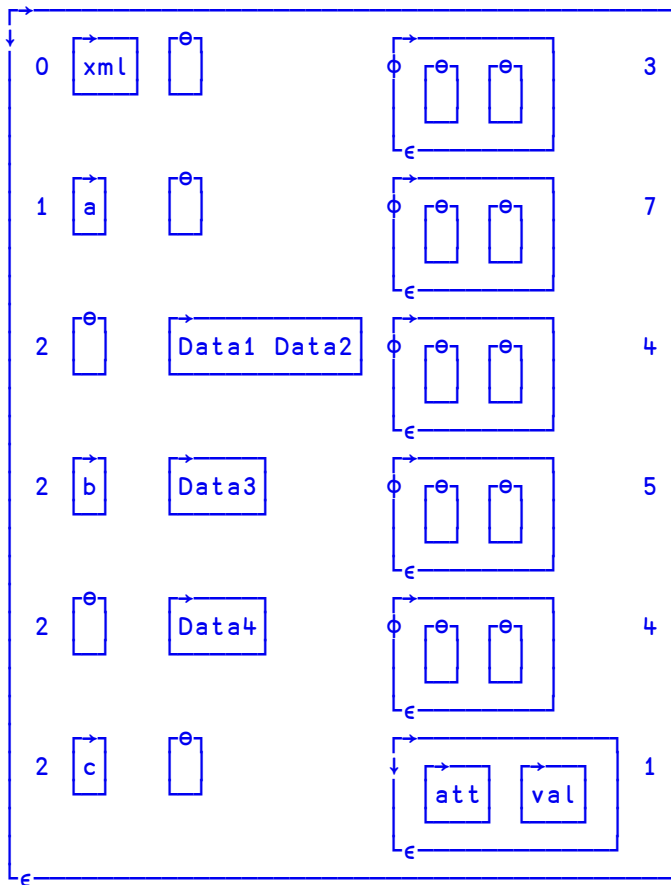 0 xml 3
1 a 7
2 Data1 Data2 4
2 b Data3 5
2 Data4 4
2 c att val 1